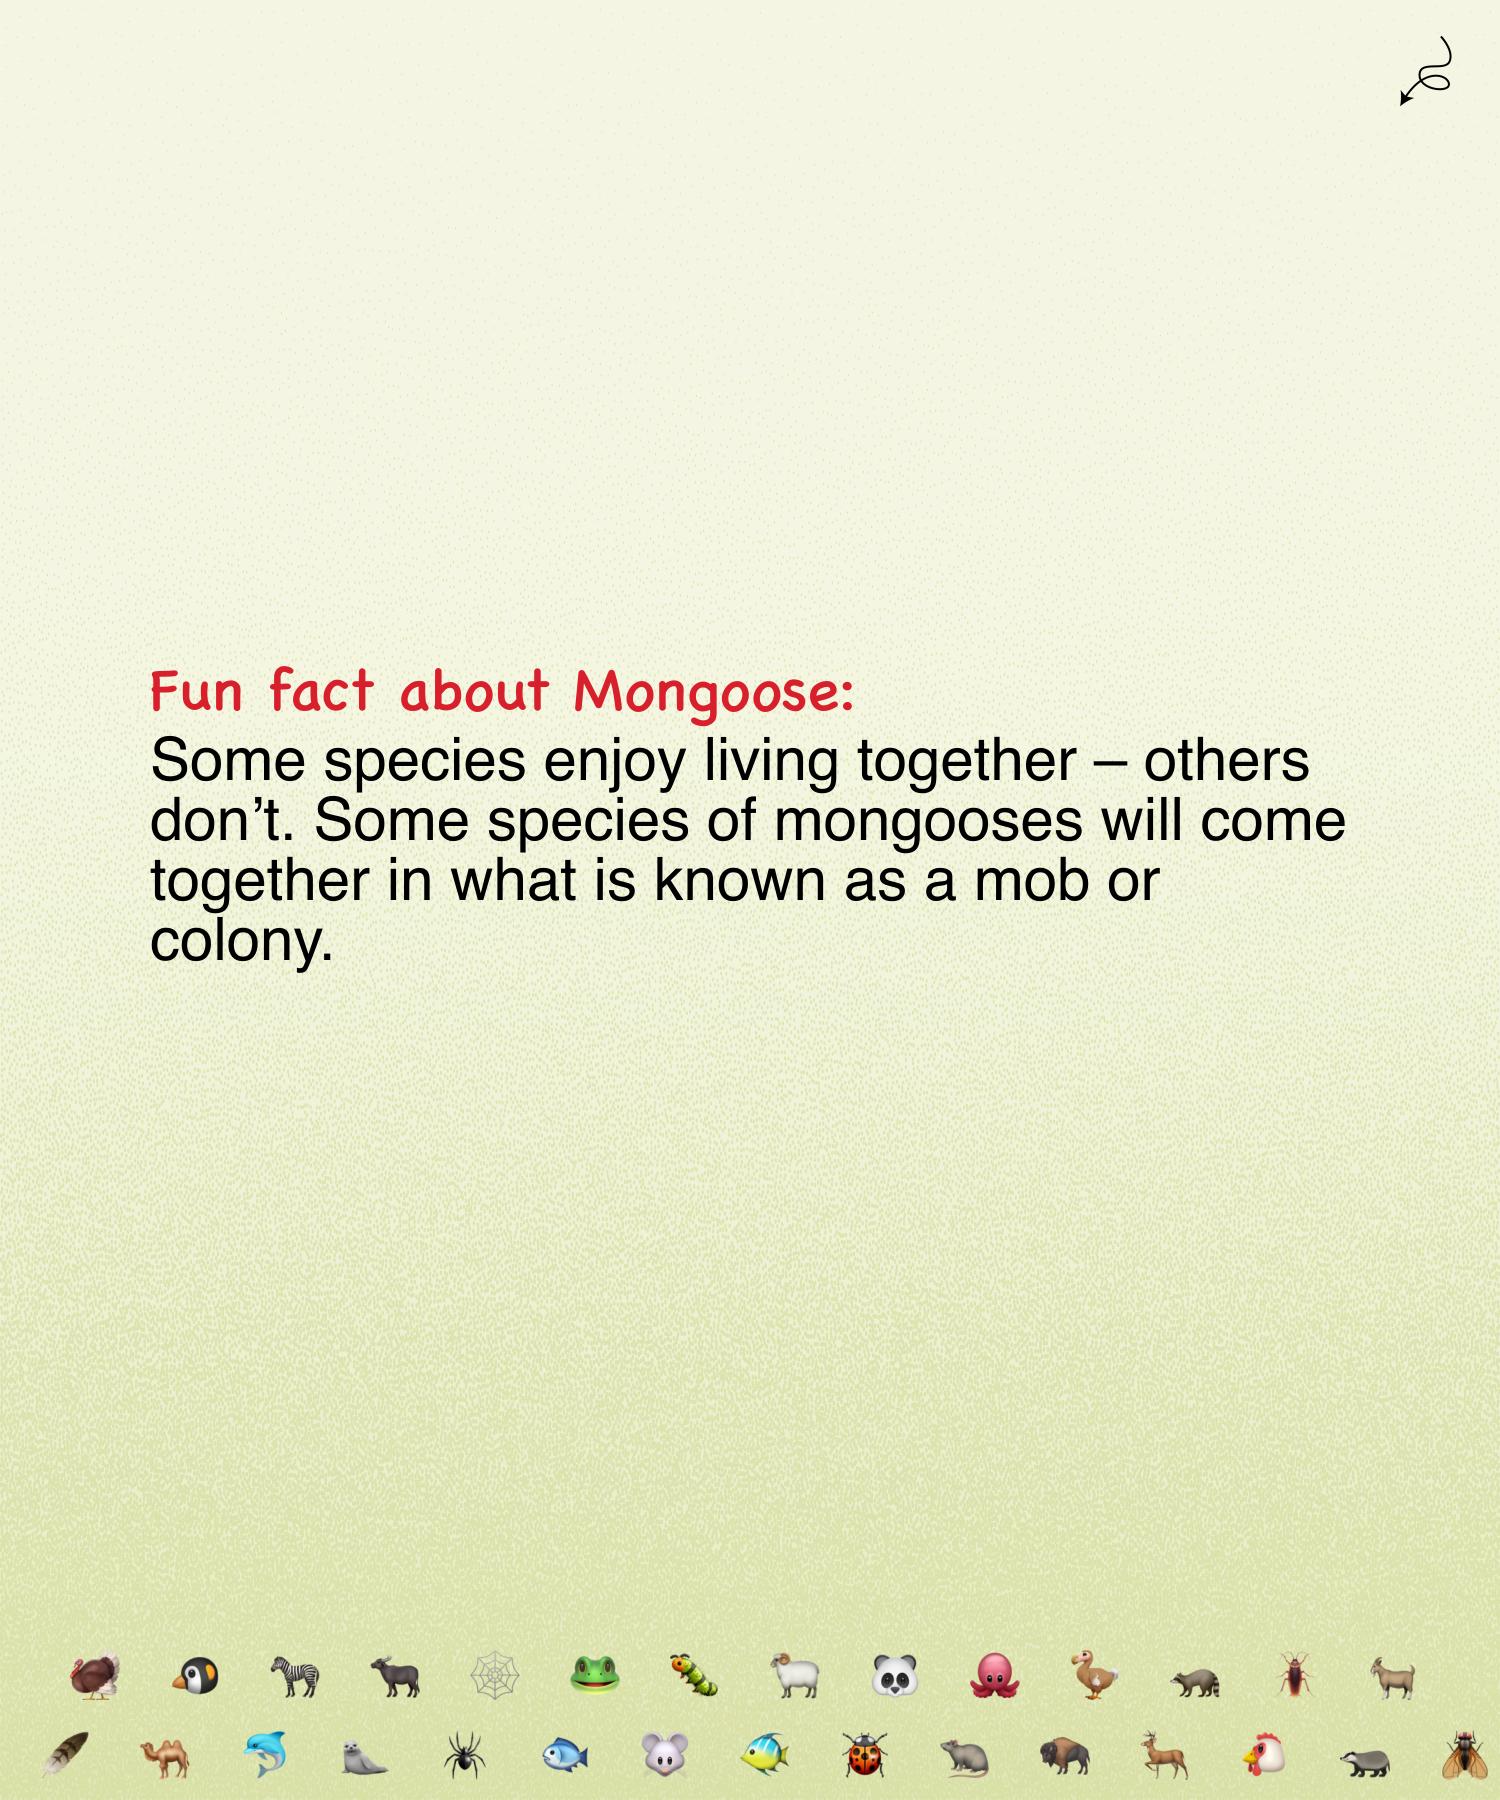 Fun fact about Mongoose:
Some species enjoy living together – others
don’t. Some species of mongooses will come
together in what is known as a mob or
colony.